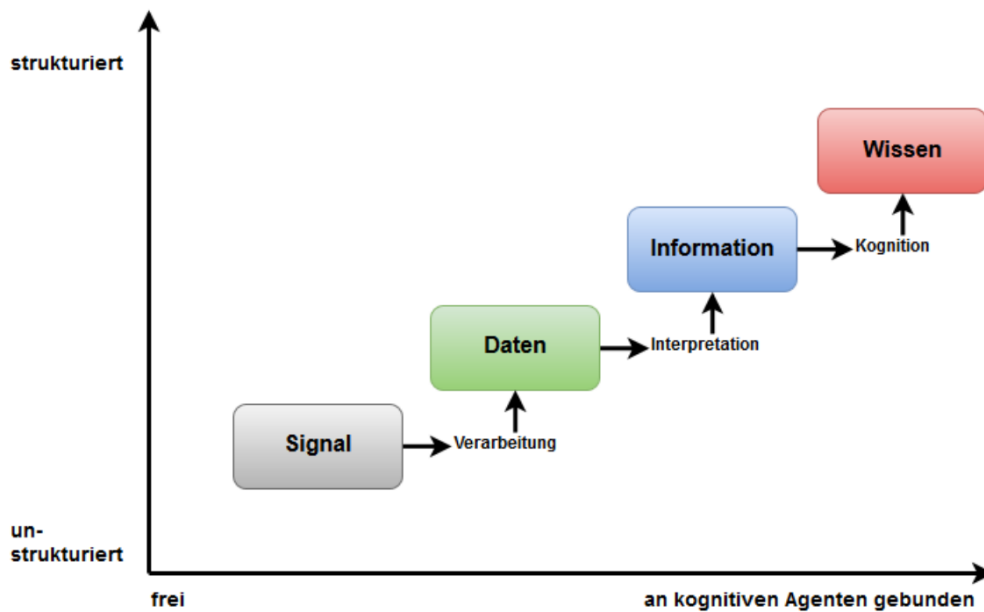 strukturiert
Wissen
Information
Kognition
Daten
Interpretation
Signal
Verarbeitung
un-
strukturiert
frei
an kognitiven Agenten gebunden